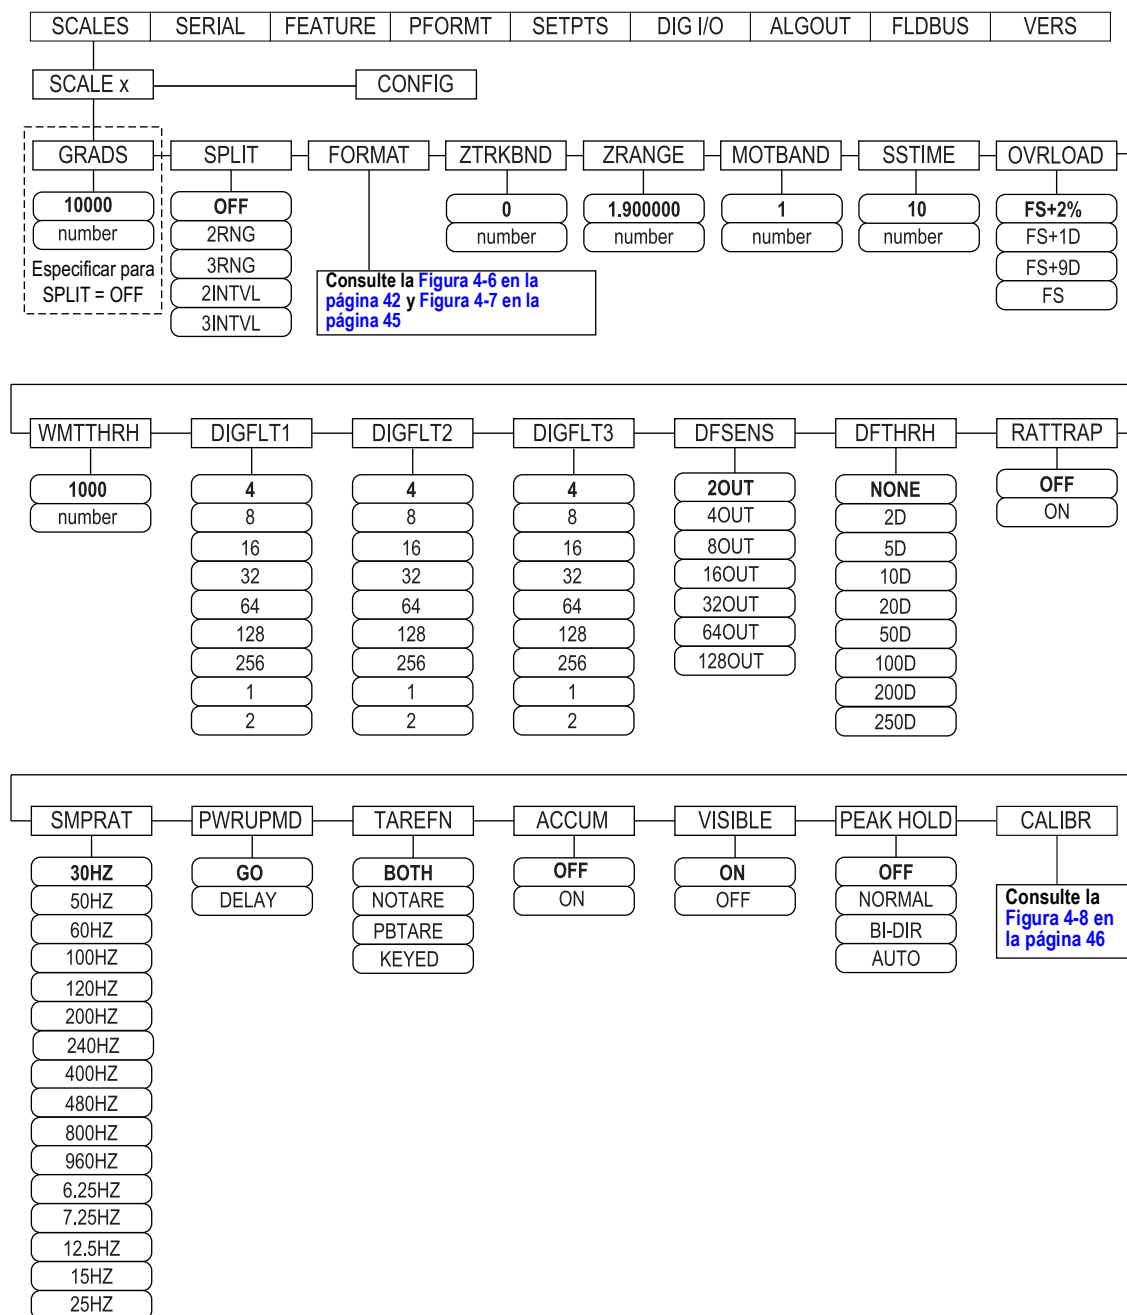 SCALES SERIAL FEATURE PFORMT SETPTS DIG I/O ALGOUT FLDBUS VERS
SCALE x CONFIG
GRADS SPLIT FORMAT ZTRKBND ZRANGE MOTBAND SSTIME OVRLOAD
10000
number
Especificar para
SPLIT = OFF
OFF
2RNG
3RNG
2INTVL
3INTVL
Consulte la Figura 4-6 en la
página 42 y Figura 4-7 en la
página 45
0
number
1.900000
number
1
number
10
number
FS+2%
FS+1D
FS+9D
FS
WMTTHRH DIGFLT1 DIGFLT2 DIGFLT3 DFSENS DFTHRH RATTRAP
1000
number
4
8
16
32
64
128
256
1
2
4
8
16
32
64
128
256
1
2
4
8
16
32
64
128
256
1
2
2OUT
4OUT
8OUT
16OUT
32OUT
64OUT
128OUT
NONE
2D
5D
10D
20D
50D
100D
200D
250D
OFF
ON
SMPRAT PWRUPMD TAREFN ACCUM VISIBLE PEAK HOLD CALIBR
30HZ
50HZ
60HZ
100HZ
120HZ
200HZ
240HZ
400HZ
480HZ
800HZ
960HZ
6.25HZ
7.25HZ
12.5HZ
15HZ
25HZ
GO
DELAY
BOTH
NOTARE
PBTARE
KEYED
OFF
ON
ON
OFF
OFF
NORMAL
BI-DIR
AUTO
Consulte la
Figura 4-8 en
la página 46